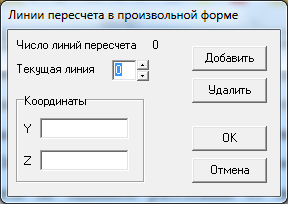 Линии пересчета в произвольной форме
Число линий пересчета 0
Добавить
Текущая линия 0
Удалить
Координаты
Y
Z
OK
Отмена